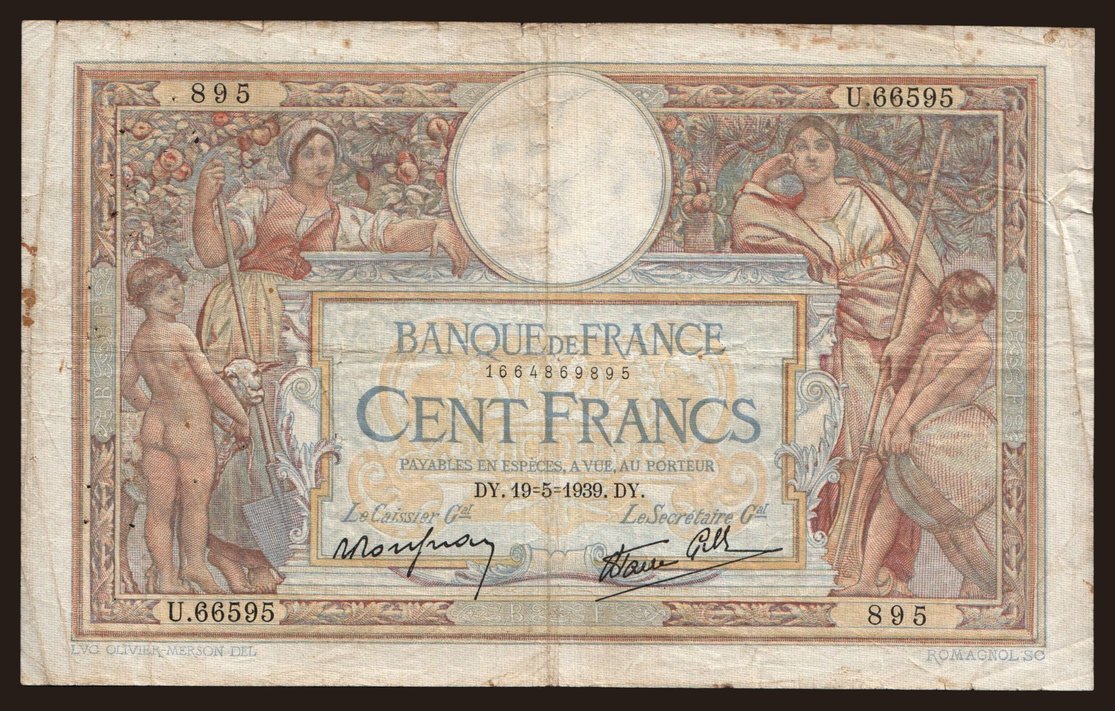 895
U.66595
BANQUE DE FRANCE
1664869895
CENT FRANCS
PAYABLES EN ESPÈCES, A VUE, AU PORTEUR
DY. 19=5=1939. DY.
Le Caissier Gal
Le Secrétaire Gal
U.66595
895
LVC OLIVIER-MERSON DEL
ROMAGNOL SC